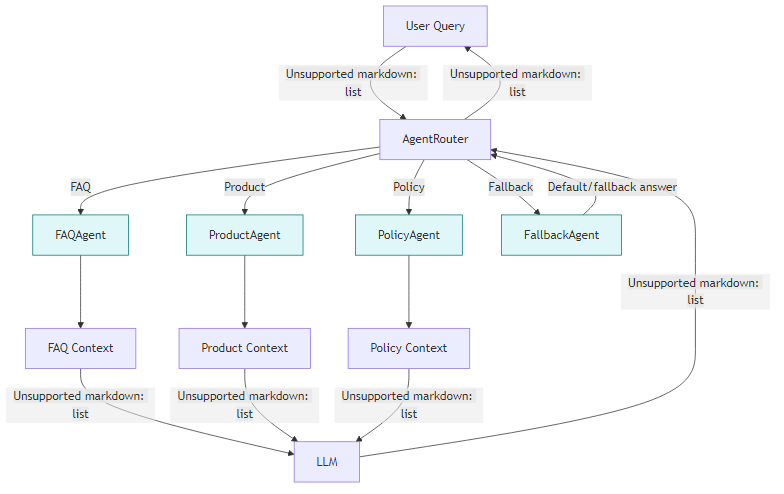 User Query
Unsupported markdown:
list
Unsupported markdown:
list
AgentRouter
FAQ
Product
Policy
Fallback
Default/fallback answer
FAQAgent
ProductAgent
PolicyAgent
FallbackAgent
Unsupported markdown:
list
FAQ Context
Product Context
Policy Context
Unsupported markdown:
list
Unsupported markdown:
list
Unsupported markdown:
list
LLM